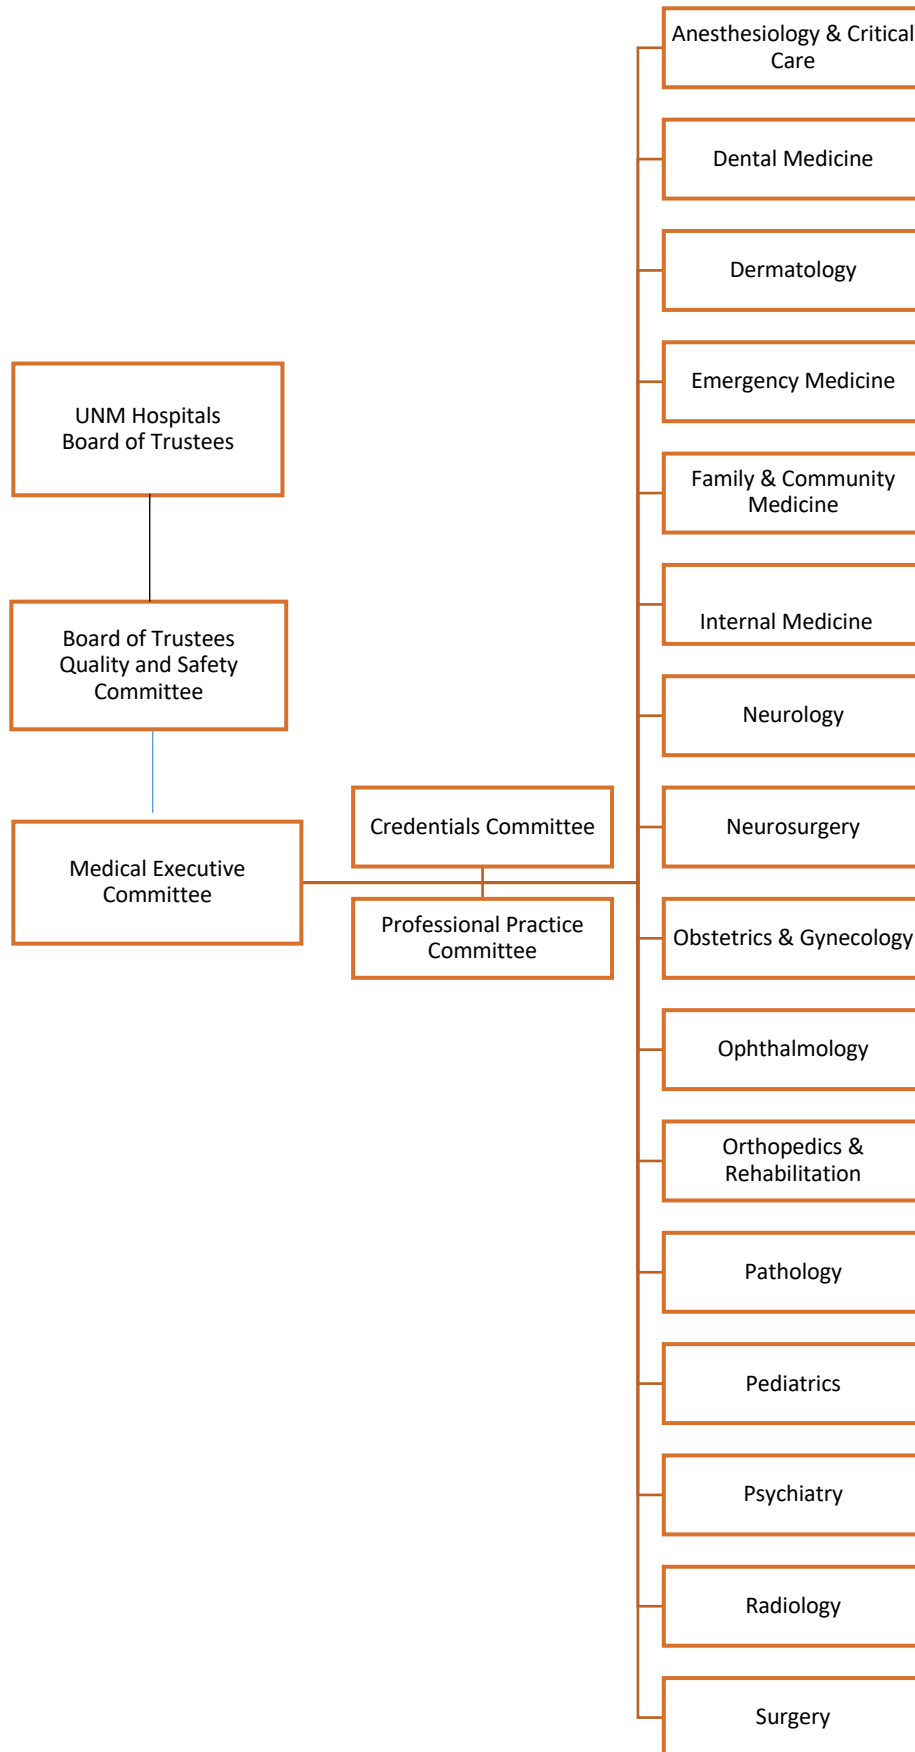 UNM Hospitals
Board of Trustees
Board of Trustees
Quality and Safety
Committee
Medical Executive
Committee
Credentials Committee
Professional Practice
Committee
Anesthesiology & Critical
Care
Dental Medicine
Dermatology
Emergency Medicine
Family & Community
Medicine
Internal Medicine
Neurology
Neurosurgery
Obstetrics & Gynecology
Ophthalmology
Orthopedics &
Rehabilitation
Pathology
Pediatrics
Psychiatry
Radiology
Surgery